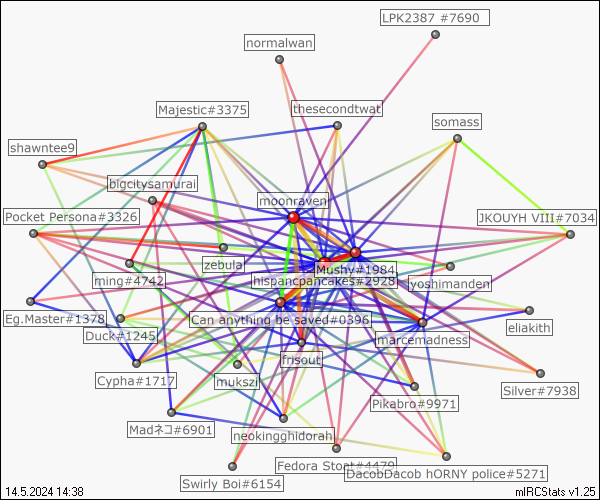 LPK2387 #7690
normalwan
Majestic#3375
thesecondtwat
somass
shawntee9
bigcitysamurai
moonraven
Pocket Persona#3326
JKOUYH VIII#7034
zebula
Mushy#1984
ming#4742
hispancpancakes#2928
yoshimanden
Eg.Master#1378
Can anything be saved#0396
eliakith
Duck#1245
marcemadness
frisout
Cypha#1717
mukszil
Silver#7938
Pikabro#9971
Madネコ#6901
neokingghidorah
Fedora Stoat#4479
DacobDacob hORNY police#5271
Swirly Boi#6154
14.5.2024 14:38
mIRCStats v1.25